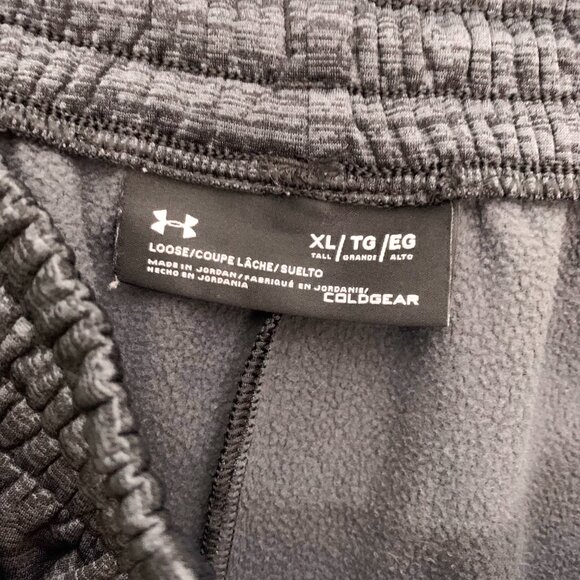 XL/TG/EG
TALL GRANDE ALTO
LOOSE/COUPE LÂCHE/SUELTO
MADE IN JORDAN/FABRIQUÉ EN JORDANIE/
HECHO EN JORDANIA
COLDGEAR